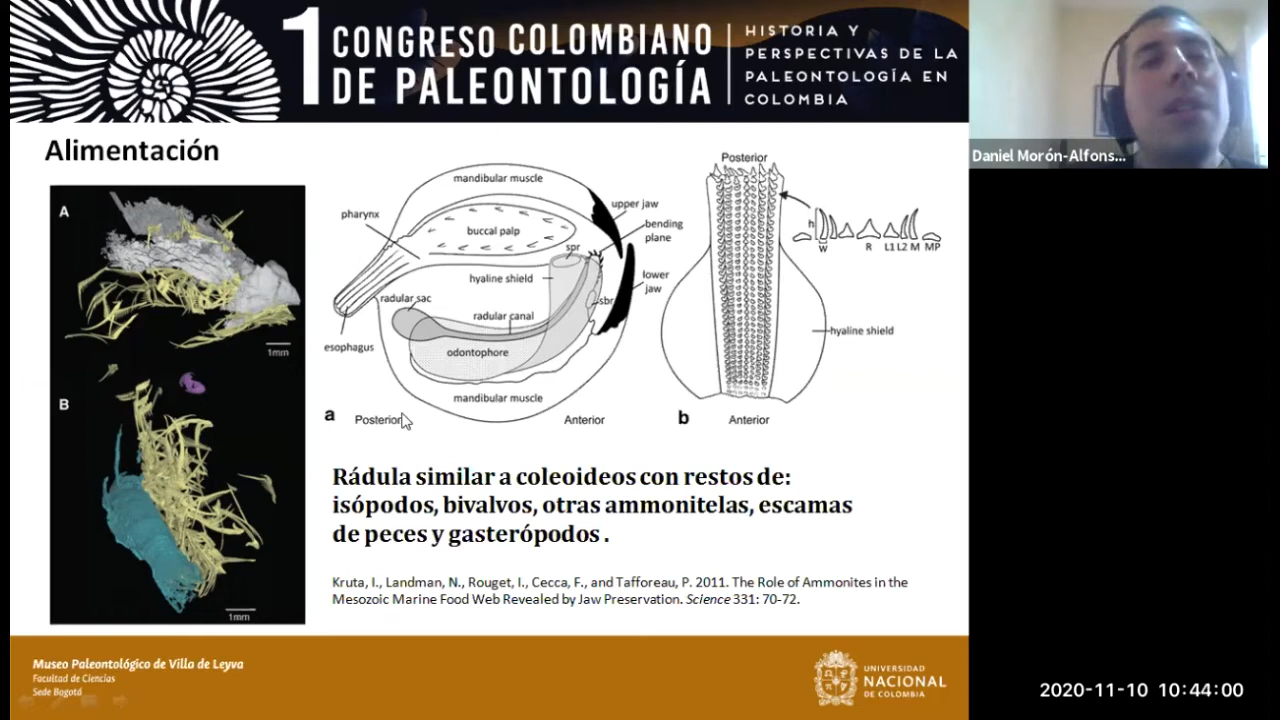 1 CONGRESO COLOMBIANO
DE PALEONTOLOGÍA
HISTORIA Y
PERSPECTIVAS DE LA
PALEONTOLOGÍA EN
COLOMBIA
Daniel Morón-Alfons...
Alimentación
A
1mm
B
1mm
mandibular muscle
upper jaw
pharynx
bending
plane
buccal palp
spr
hyaline shield
lower
jaw
radular sac
sbr
radular canal
esophagus
odontophore
mandibular muscle
a
Posterior
Anterior
Posterior
h
W
R L1 L2 M MP
hyaline shield
b
Anterior
Rádula similar a coleoideos con restos de:
isópodos, bivalvos, otras ammonitelas, escamas
de peces y gasterópodos .
Kruta, I., Landman, N., Rouget, I., Cecca, F., and Tafforeau, P. 2011. The Role of Ammonites in the
Mesozoic Marine Food Web Revealed by Jaw Preservation. Science 331: 70-72.
Museo Paleontológico de Villa de Leyva
Facultad de Ciencias
Sede Bogotá
UNIVERSIDAD
NACIONAL
DE COLOMBIA
2020-11-10 10:44:00